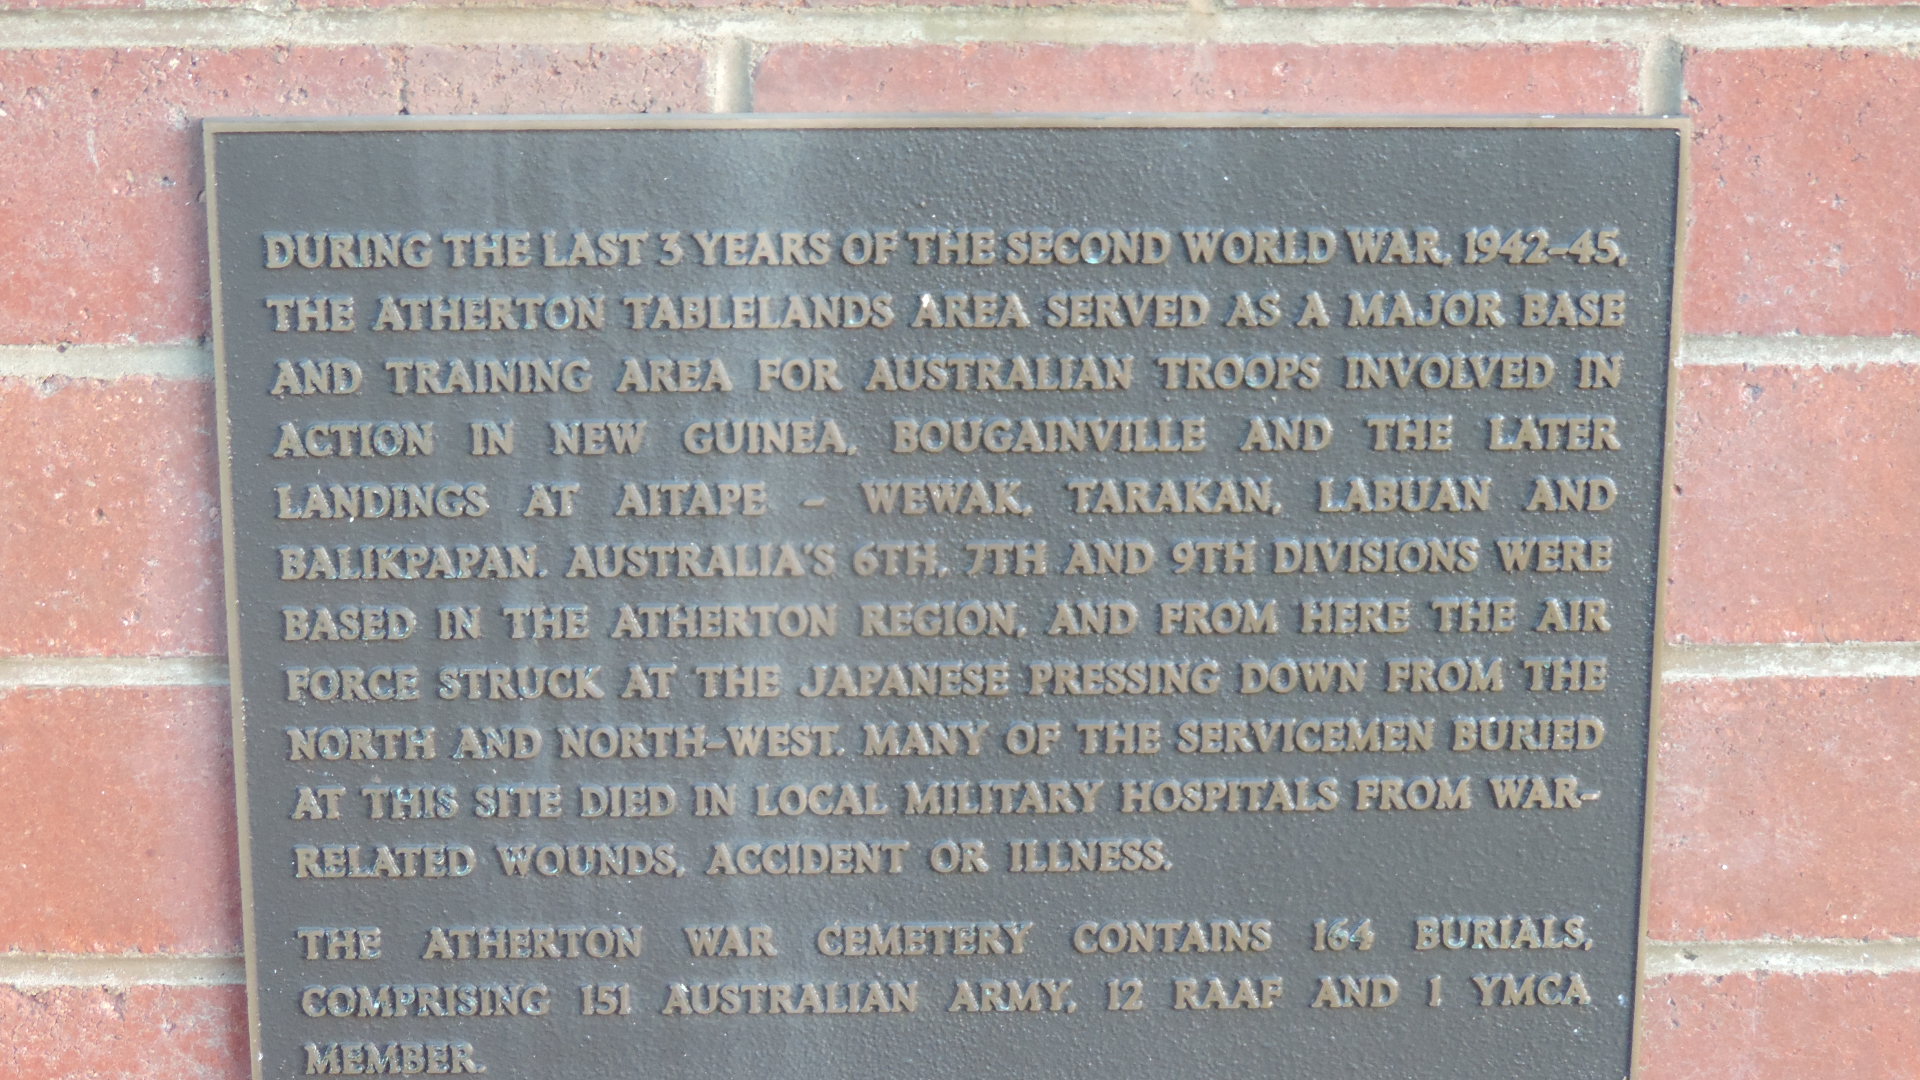 DURING THE LAST 3 YEARS OF THE SECOND WORLD WAR, 1942-45,
THE ATHERTON TABLELANDS AREA SERVED AS A MAJOR BASE
AND TRAINING AREA FOR AUSTRALIAN TROOPS INVOLVED IN
ACTION IN NEW GUINEA, BOUGAINVILLE AND THE LATER
LANDINGS AT AITAPE - WEWAK, TARAKAN, LABUAN AND
BALIKPAPAN. AUSTRALIA'S 6TH, 7TH AND 9TH DIVISIONS WERE
BASED IN THE ATHERTON REGION, AND FROM HERE THE AIR
FORCE STRUCK AT THE JAPANESE PRESSING DOWN FROM THE
NORTH AND NORTH-WEST. MANY OF THE SERVICEMEN BURIED
AT THIS SITE DIED IN LOCAL MILITARY HOSPITALS FROM WAR-
RELATED WOUNDS, ACCIDENT OR ILLNESS.
THE ATHERTON WAR CEMETERY CONTAINS 164 BURIALS,
COMPRISING 151 AUSTRALIAN ARMY, 12 RAAF AND 1 YMCA
MEMBER.